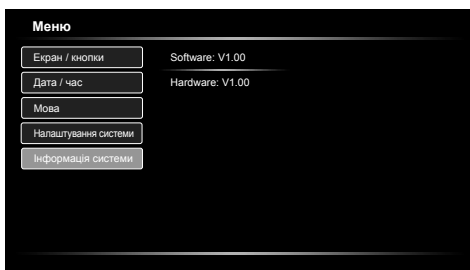 Меню
Екран / кнопки
Software: V1.00
Дата / час
Hardware: V1.00
Мова
Налаштування системи
Інформація системи